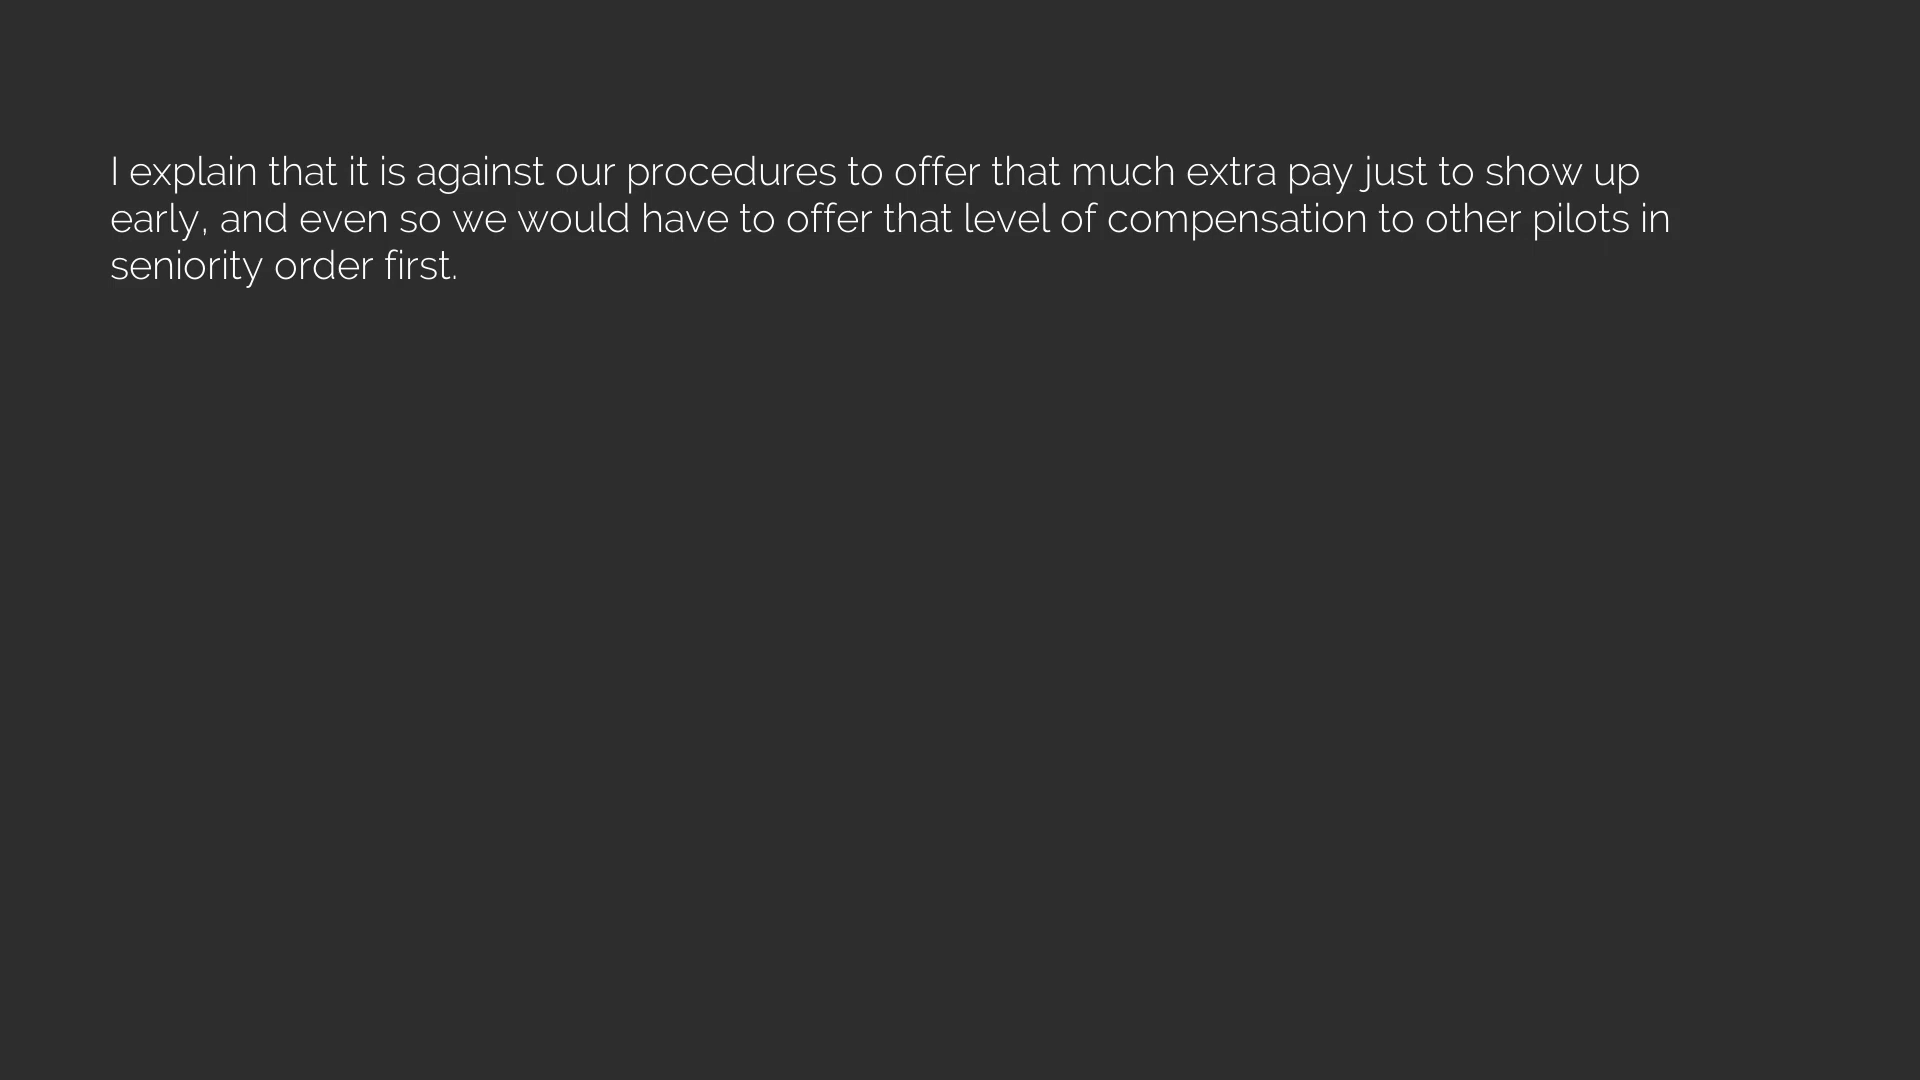 I explain that it is against our procedures to offer that much extra pay just to show up
early, and even so we would have to offer that level of compensation to other pilots in
seniority order first.